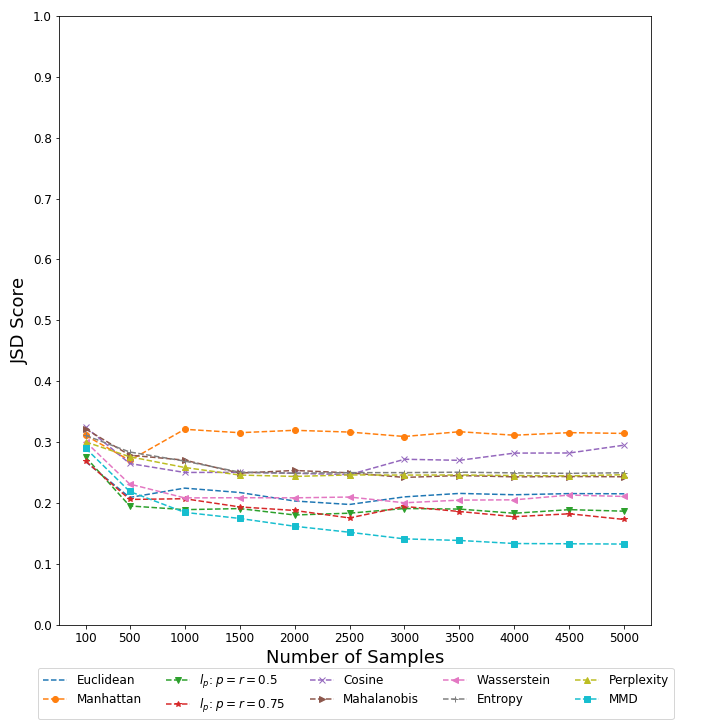 1.0
0.9
0.8
0.7
0.6
0.5
0.4
0.3
0.2
0.1
0.0
JSD Score
100 500 1000 1500 2000 2500 3000 3500 4000 4500 5000
Number of Samples
Euclidean
Manhattan
l_p: p = r = 0.5
l_p: p = r = 0.75
Cosine
Mahalanobis
Wasserstein
Entropy
Perplexity
MMD